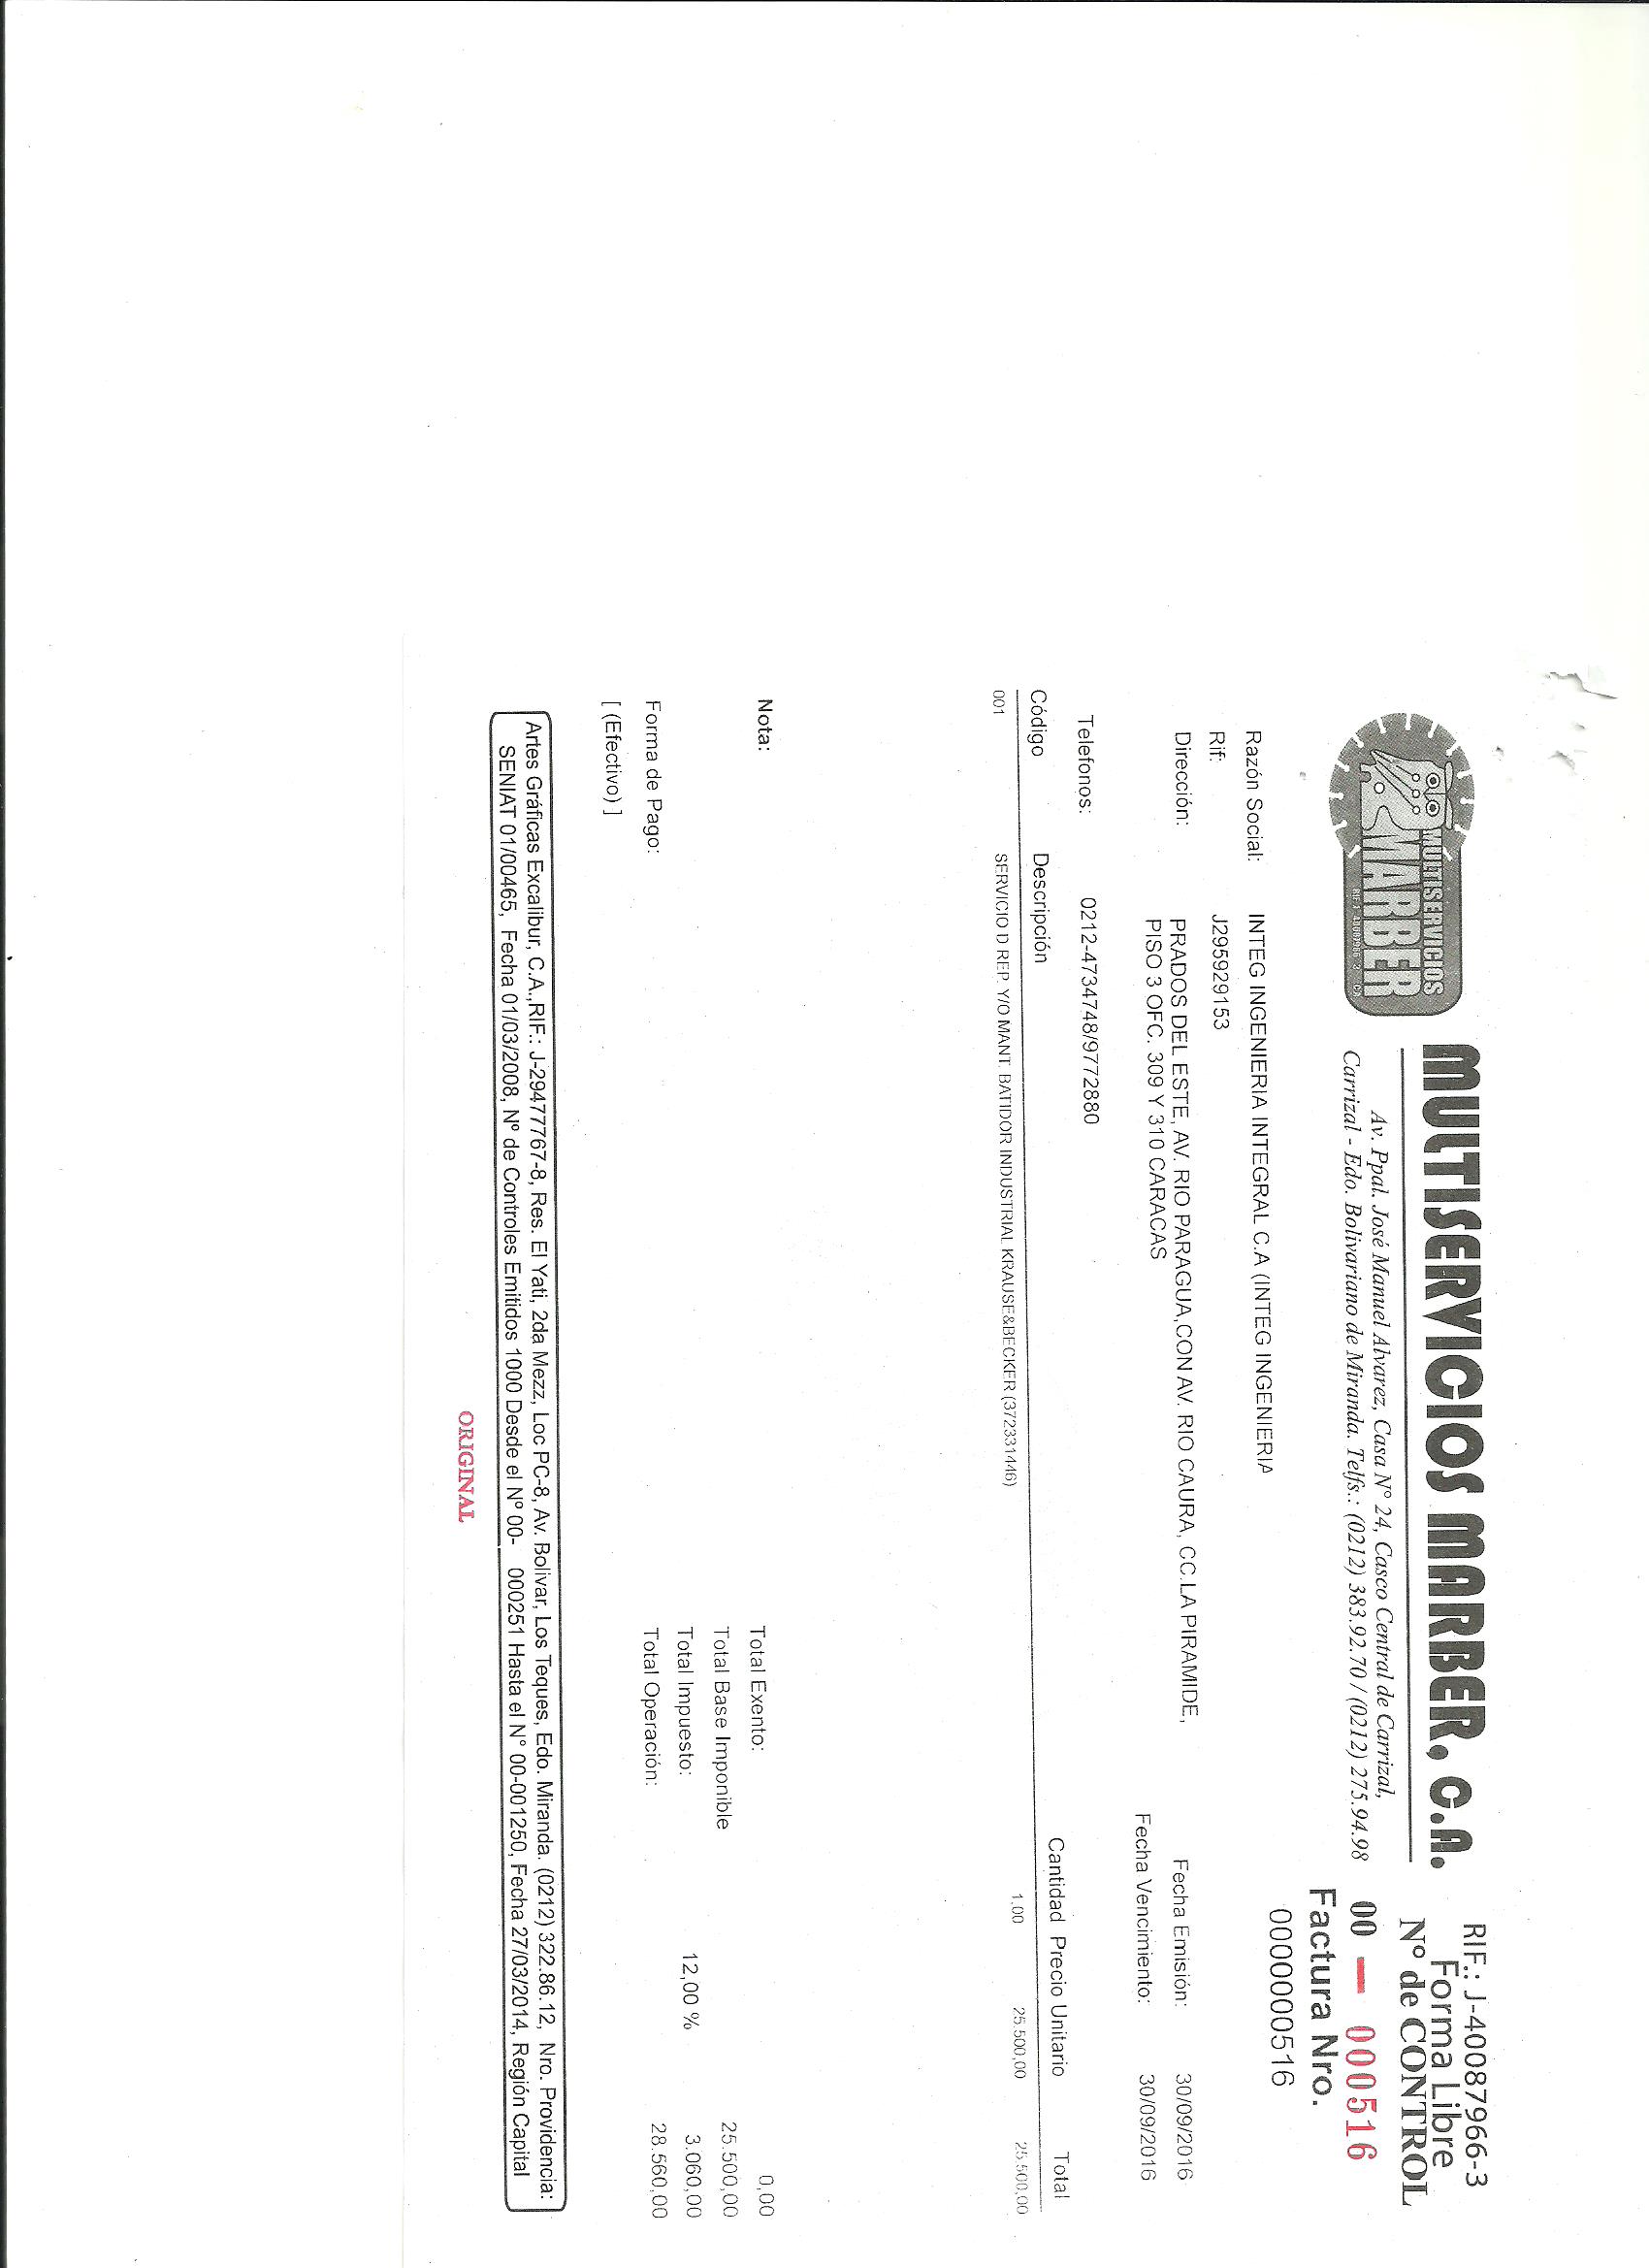 MULTISERVICIOS
MARBER
MULTISERVICIOS MARBER, C.A.
Av. Ppal. José Manuel Alvarez, Casa N° 24, Casco Central de Carrizal,
Carrizal - Edo. Bolivariano de Miranda. Telfs.: (0212) 383.92.70 / (0212) 275.94.98
RIF.: J-40087966-3
Forma Libre
N° de CONTROL
00 — 000516
Factura Nro.
0000000516
Razón Social: INTEG INGENIERIA INTEGRAL C.A (INTEG INGENIERIA
Rif: J295929153
Dirección: PRADOS DEL ESTE, AV. RIO PARAGUA,CON AV. RIO CAURA, CC.LA PIRAMIDE,
PISO 3 OFC. 309 Y 310 CARACAS
Fecha Emisión: 30/09/2016
Fecha Vencimiento: 30/09/2016
Telefonos: 0212-4734748/9772880
Código Descripción Cantidad Precio Unitario Total
001 SERVICIO D REP. Y/O MANT. BATIDOR INDUSTRIAL KRAUSE&BECKER (372331446) 1.00 25.500,00 25.500,00
Nota:
Total Exento: 0,00
Total Base Imponible 25.500,00
Total Impuesto: 12,00 % 3.060,00
Forma de Pago: Total Operación: 28.560,00
[ (Efectivo) ]
Artes Gráficas Excalibur, C.A.,RIF.: J-29477767-8, Res. El Yati, 2da Mezz, Loc PC-8, Av. Bolivar, Los Teques, Edo. Miranda. (0212) 322.86.12, Nro. Providencia:
SENIAT 01/00465, Fecha 01/03/2008, Nº de Controles Emitidos 1000 Desde el Nº 00- 000251 Hasta el N° 00-001250, Fecha 27/03/2014, Región Capital
ORIGINAL